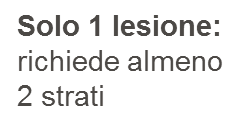 Solo 1 lesione:
richiede almeno
2 strati